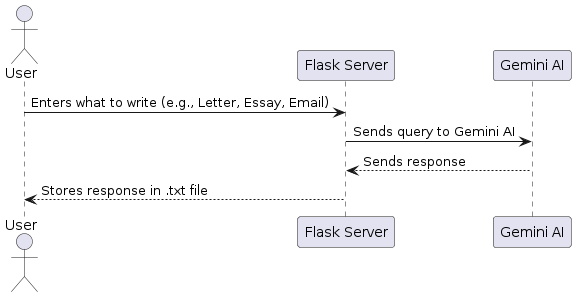 User
Flask Server
Gemini AI
Enters what to write (e.g., Letter, Essay, Email)
Sends query to Gemini AI
Sends response
Stores response in .txt file
User
Flask Server
Gemini AI